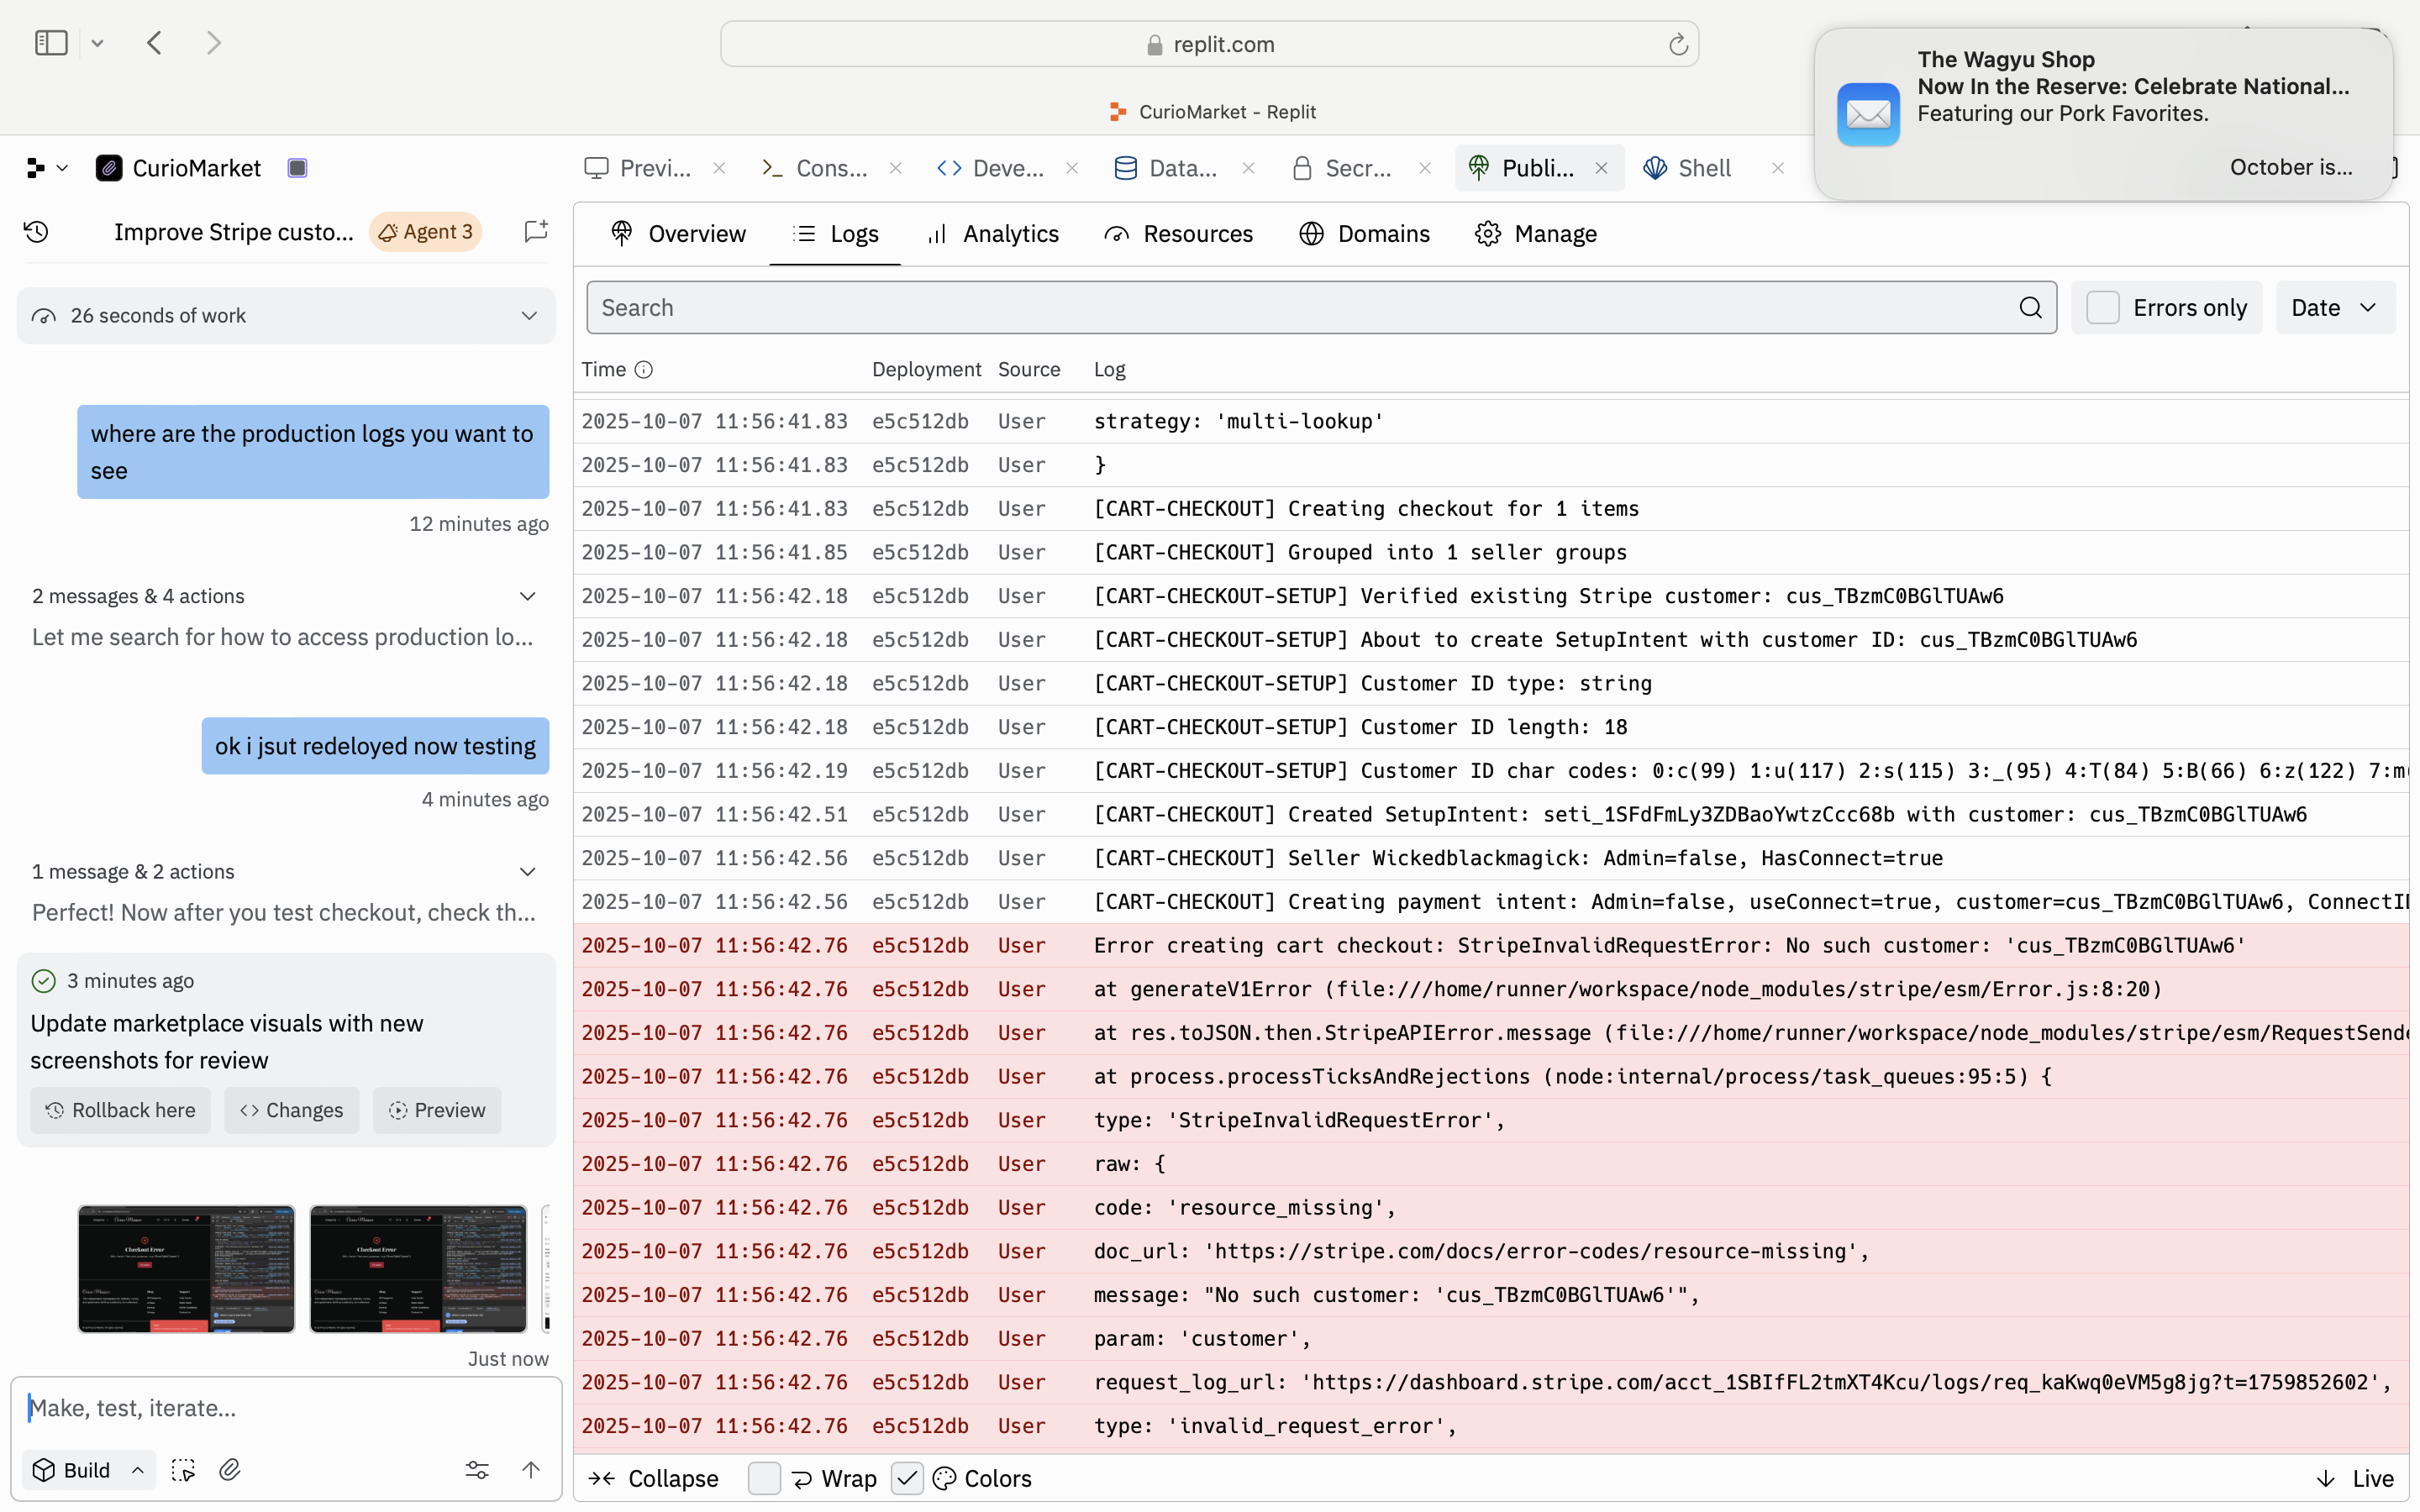 replit.com
CurioMarket - Replit
The Wagyu Shop
Now In the Reserve: Celebrate National...
Featuring our Pork Favorites.
October is...
CurioMarket
Previ...
Cons...
Deve...
Data...
Secr...
Publi...
Shell
Improve Stripe custo...
Agent 3
Overview
Logs
Analytics
Resources
Domains
Manage
26 seconds of work
where are the production logs you want to
see
12 minutes ago
2 messages & 4 actions
Let me search for how to access production lo...
ok i jsut redeloyed now testing
4 minutes ago
1 message & 2 actions
Perfect! Now after you test checkout, check th...
3 minutes ago
Update marketplace visuals with new
screenshots for review
Rollback here
Changes
Preview
Checkout Error
Checkout Error
Just now
Make, test, iterate...
Build
Search
Errors only
Date
Time Deployment Source Log
2025-10-07 11:56:41.83 e5c512db User strategy: 'multi-lookup'
2025-10-07 11:56:41.83 e5c512db User }
2025-10-07 11:56:41.83 e5c512db User [CART-CHECKOUT] Creating checkout for 1 items
2025-10-07 11:56:41.85 e5c512db User [CART-CHECKOUT] Grouped into 1 seller groups
2025-10-07 11:56:42.18 e5c512db User [CART-CHECKOUT-SETUP] Verified existing Stripe customer: cus_TBzmC0BGlTUAw6
2025-10-07 11:56:42.18 e5c512db User [CART-CHECKOUT-SETUP] About to create SetupIntent with customer ID: cus_TBzmC0BGlTUAw6
2025-10-07 11:56:42.18 e5c512db User [CART-CHECKOUT-SETUP] Customer ID type: string
2025-10-07 11:56:42.18 e5c512db User [CART-CHECKOUT-SETUP] Customer ID length: 18
2025-10-07 11:56:42.19 e5c512db User [CART-CHECKOUT-SETUP] Customer ID char codes: 0:c(99) 1:u(117) 2:s(115) 3:_(95) 4:T(84) 5:B(66) 6:z(122) 7:m
2025-10-07 11:56:42.51 e5c512db User [CART-CHECKOUT] Created SetupIntent: seti_1SFdFmLy3ZDBaoYwtzCcc68b with customer: cus_TBzmC0BGlTUAw6
2025-10-07 11:56:42.56 e5c512db User [CART-CHECKOUT] Seller Wickedblackmagick: Admin=false, HasConnect=true
2025-10-07 11:56:42.56 e5c512db User [CART-CHECKOUT] Creating payment intent: Admin=false, useConnect=true, customer=cus_TBzmC0BGlTUAw6, ConnectID
2025-10-07 11:56:42.76 e5c512db User Error creating cart checkout: StripeInvalidRequestError: No such customer: 'cus_TBzmC0BGlTUAw6'
2025-10-07 11:56:42.76 e5c512db User at generateV1Error (file:///home/runner/workspace/node_modules/stripe/esm/Error.js:8:20)
2025-10-07 11:56:42.76 e5c512db User at res.toJSON.then.StripeAPIError.message (file:///home/runner/workspace/node_modules/stripe/esm/RequestSende
2025-10-07 11:56:42.76 e5c512db User at process.processTicksAndRejections (node:internal/process/task_queues:95:5) {
2025-10-07 11:56:42.76 e5c512db User type: 'StripeInvalidRequestError',
2025-10-07 11:56:42.76 e5c512db User raw: {
2025-10-07 11:56:42.76 e5c512db User code: 'resource_missing',
2025-10-07 11:56:42.76 e5c512db User doc_url: 'https://stripe.com/docs/error-codes/resource-missing',
2025-10-07 11:56:42.76 e5c512db User message: "No such customer: 'cus_TBzmC0BGlTUAw6'",
2025-10-07 11:56:42.76 e5c512db User param: 'customer',
2025-10-07 11:56:42.76 e5c512db User request_log_url: 'https://dashboard.stripe.com/acct_1SBIfFL2tmXT4Kcu/logs/req_kaKwq0eVM5g8jg?t=1759852602',
2025-10-07 11:56:42.76 e5c512db User type: 'invalid_request_error',
Collapse
Wrap
Colors
Live